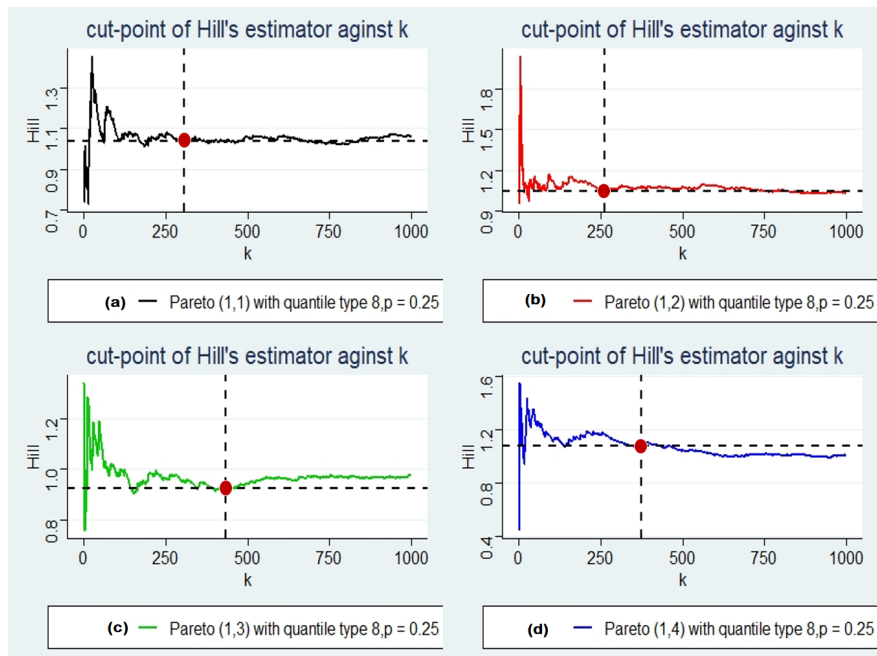 cut-point of Hill's estimator aginst k
Hill
1.3
1.1
0.9
0.7
0
250
500
750
1000
k
(a) Pareto (1,1) with quantile type 8,p = 0.25
cut-point of Hill's estimator aginst k
Hill
1.8
1.5
1.2
0.9
0
250
500
750
1000
k
(b) Pareto (1,2) with quantile type 8,p = 0.25
cut-point of Hill's estimator aginst k
Hill
1.2
1.0
0.8
0
250
500
750
1000
k
(c) Pareto (1,3) with quantile type 8,p = 0.25
cut-point of Hill's estimator aginst k
Hill
1.6
1.2
0.8
0.4
0
250
500
750
1000
k
(d) Pareto (1,4) with quantile type 8,p = 0.25